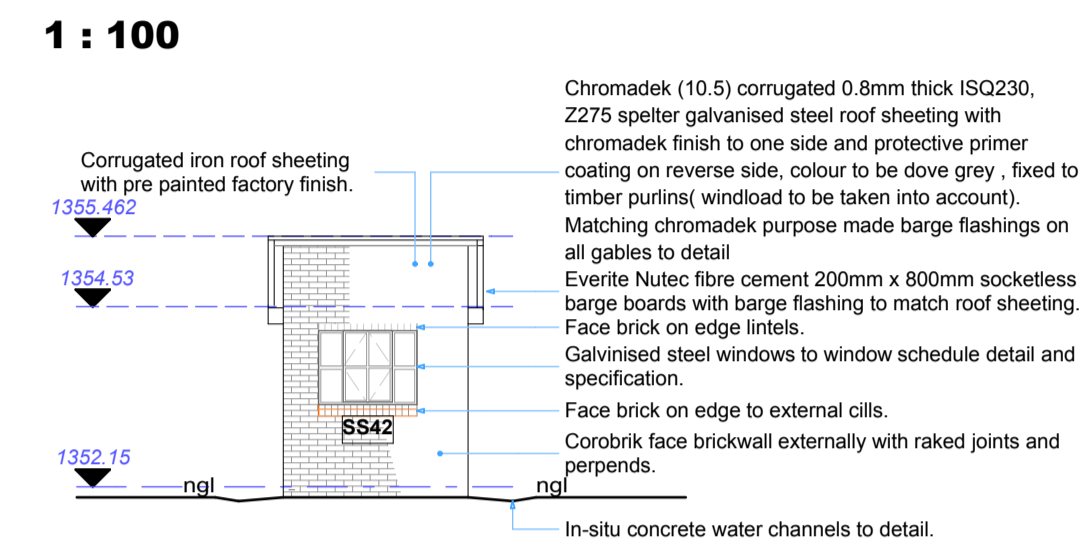 1 : 100
Chromadek (10.5) corrugated 0.8mm thick ISQ230,
Z275 spelter galvanised steel roof sheeting with
chromadek finish to one side and protective primer
coating on reverse side, colour to be dove grey , fixed to
timber purlins( windload to be taken into account).
Matching chromadek purpose made barge flashings on
all gables to detail
Corrugated iron roof sheeting
with pre painted factory finish.
1355.462
1354.53
Everite Nutec fibre cement 200mm x 800mm socketless
barge boards with barge flashing to match roof sheeting.
Face brick on edge lintels.
Galvinised steel windows to window schedule detail and
specification.
Face brick on edge to external cills.
SS42
Corobrik face brickwall externally with raked joints and
perpends.
1352.15
ngl
ngl
In-situ concrete water channels to detail.